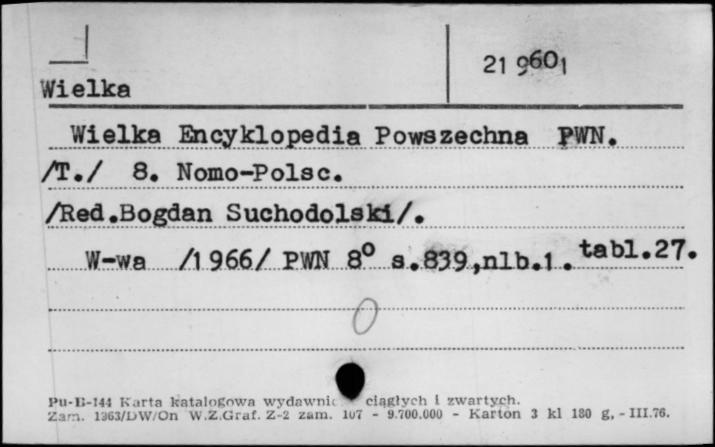 21 9601
Wielka
Wielka Encyklopedia Powszechna PWN.
/T./ 8. Nomo-Polsc.
/Red.Bogdan Suchodolski/.
W-wa /1966/ PWN 8° s.839,nlb.1. tabl.27.
0
Pu-B-144 Karta katalogowa wydawnic ciągłych i zwartych.
Zam. 1363/DW/On W.Z.Graf. Z-2 zam. 107 - 9.700.000 - Karton 3 kl 180 g, - III.76.